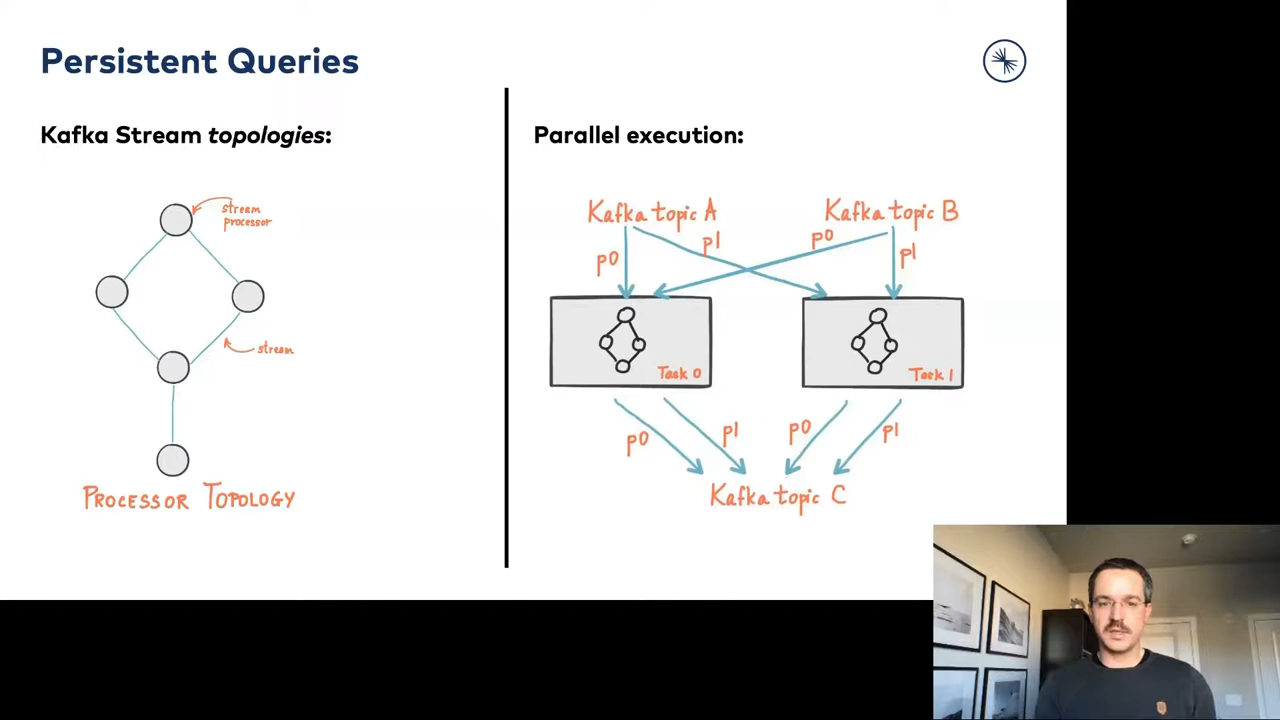 Persistent Queries
Kafka Stream topologies:
stream
processor
stream
PROCESSOR TOPOLOGY
Parallel execution:
Kafka topic A
Kafka topic B
p0
p1
p0
p1
Task 0
Task 1
p0
p1
p0
p1
Kafka topic C